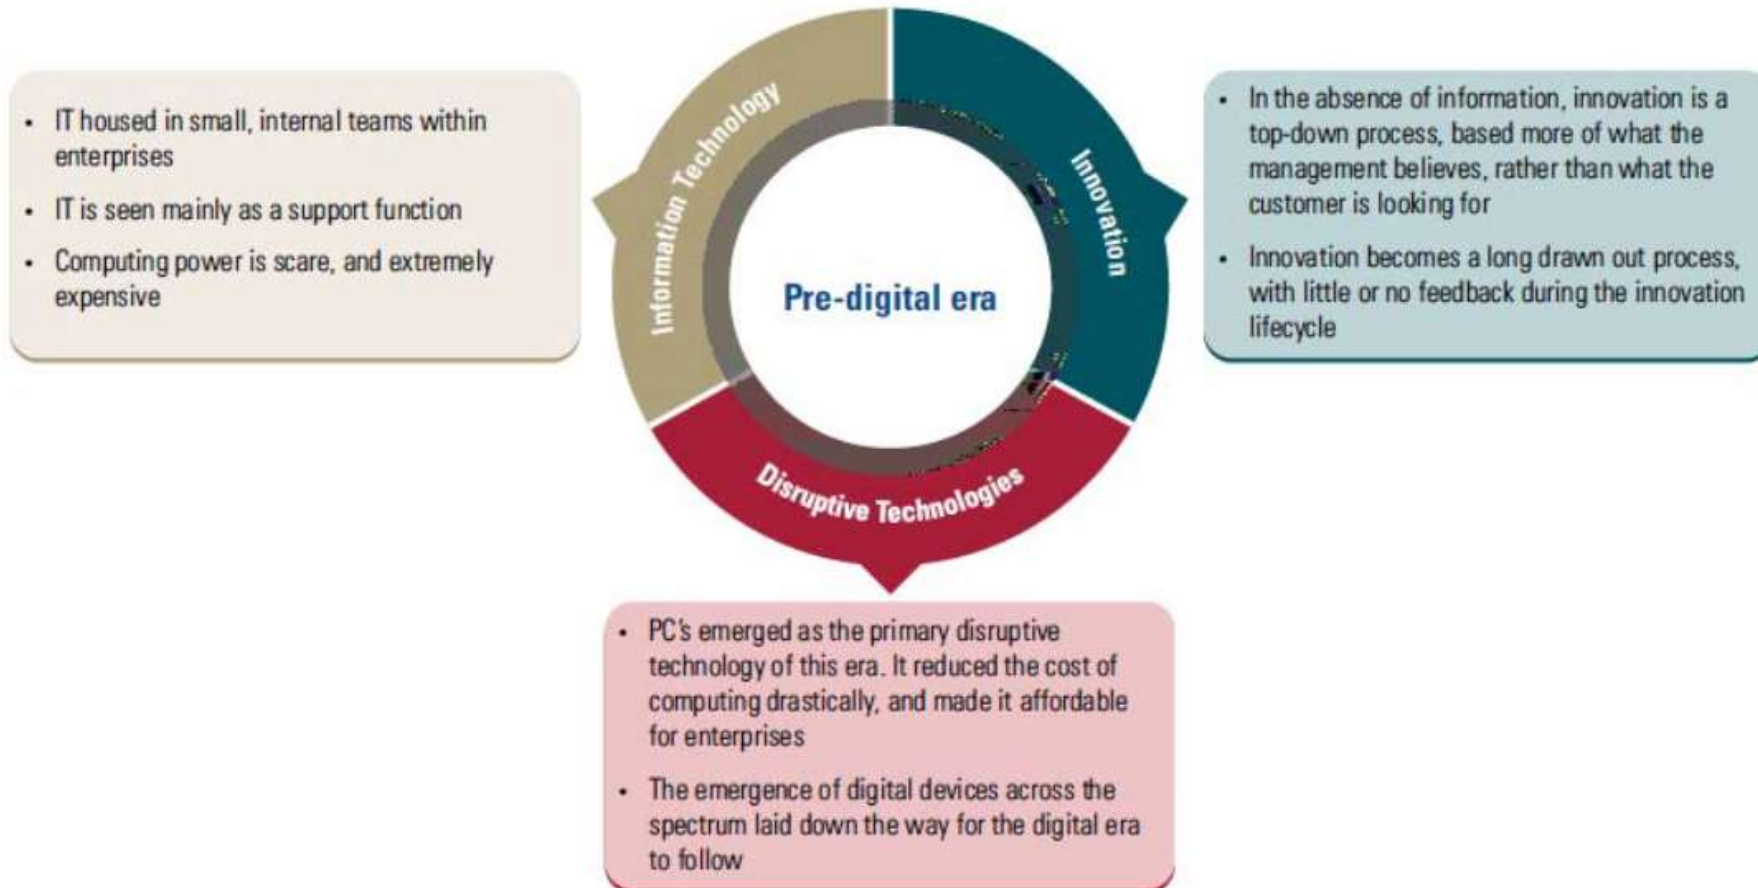 • IT housed in small, internal teams within
enterprises
• IT is seen mainly as a support function
• Computing power is scare, and extremely
expensive
Information Technology
Innovation
Disruptive Technologies
Pre-digital era
• In the absence of information, innovation is a
top-down process, based more of what the
management believes, rather than what the
customer is looking for
• Innovation becomes a long drawn out process,
with little or no feedback during the innovation
lifecycle
• PC's emerged as the primary disruptive
technology of this era. It reduced the cost of
computing drastically, and made it affordable
for enterprises
• The emergence of digital devices across the
spectrum laid down the way for the digital era
to follow